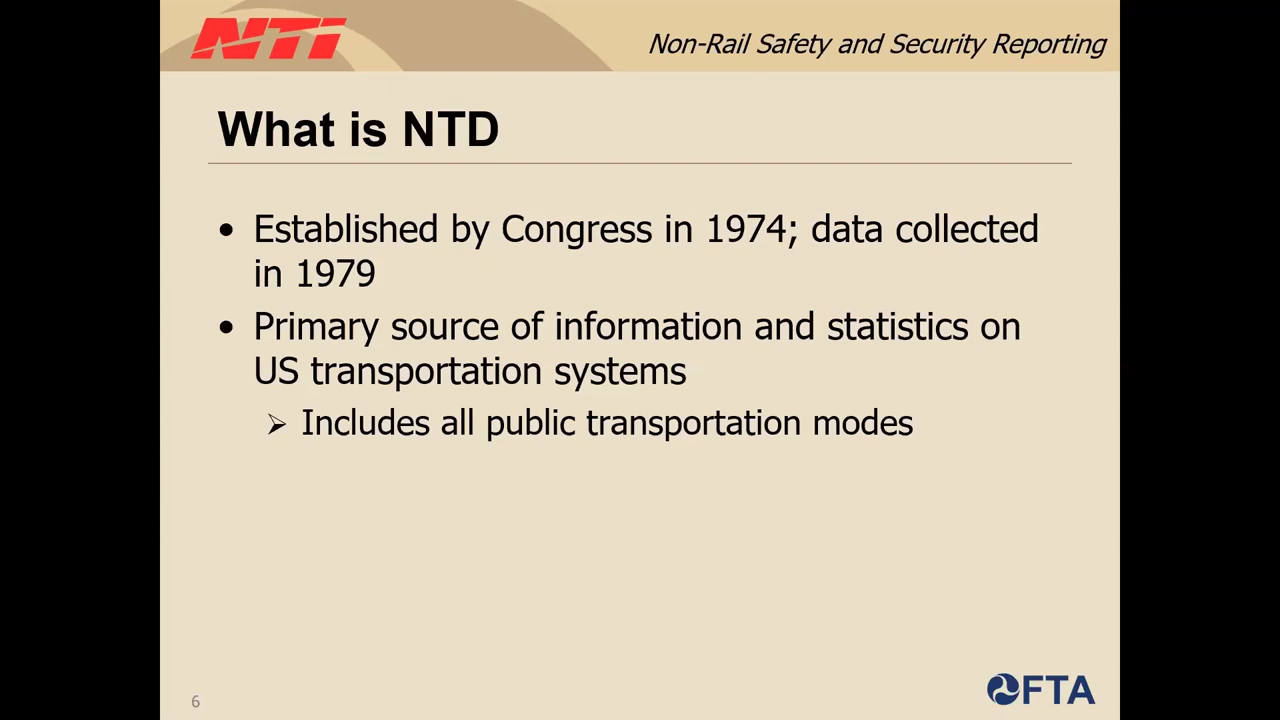 NTI
Non-Rail Safety and Security Reporting
What is NTD
• Established by Congress in 1974; data collected
in 1979
• Primary source of information and statistics on
US transportation systems
➢ Includes all public transportation modes
6
FTA